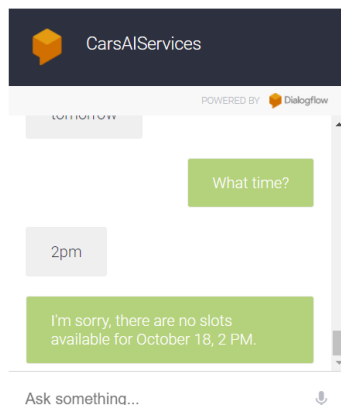 CarsAIServices
POWERED BY Dialogflow
tomorrow
What time?
2pm
I'm sorry, there are no slots
available for October 18, 2 PM.
Ask something...